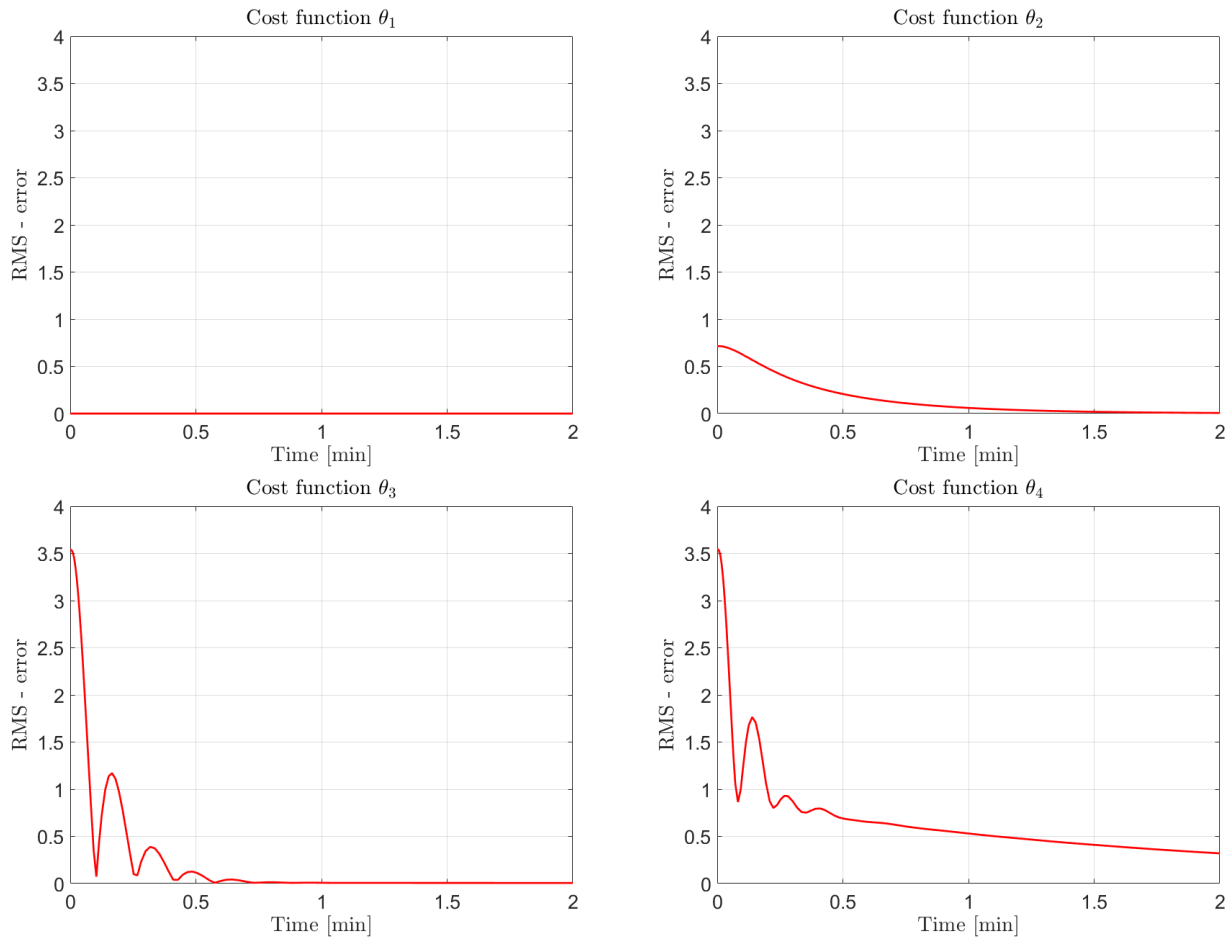 Cost function θ₁
4
3.5
3
2.5
2
1.5
1
0.5
0
RMS - error
0 0.5 1 1.5 2
Time [min]
Cost function θ₂
4
3.5
3
2.5
2
1.5
1
0.5
0
RMS - error
0 0.5 1 1.5 2
Time [min]
Cost function θ₃
4
3.5
3
2.5
2
1.5
1
0.5
0
RMS - error
0 0.5 1 1.5 2
Time [min]
Cost function θ₄
4
3.5
3
2.5
2
1.5
1
0.5
0
RMS - error
0 0.5 1 1.5 2
Time [min]